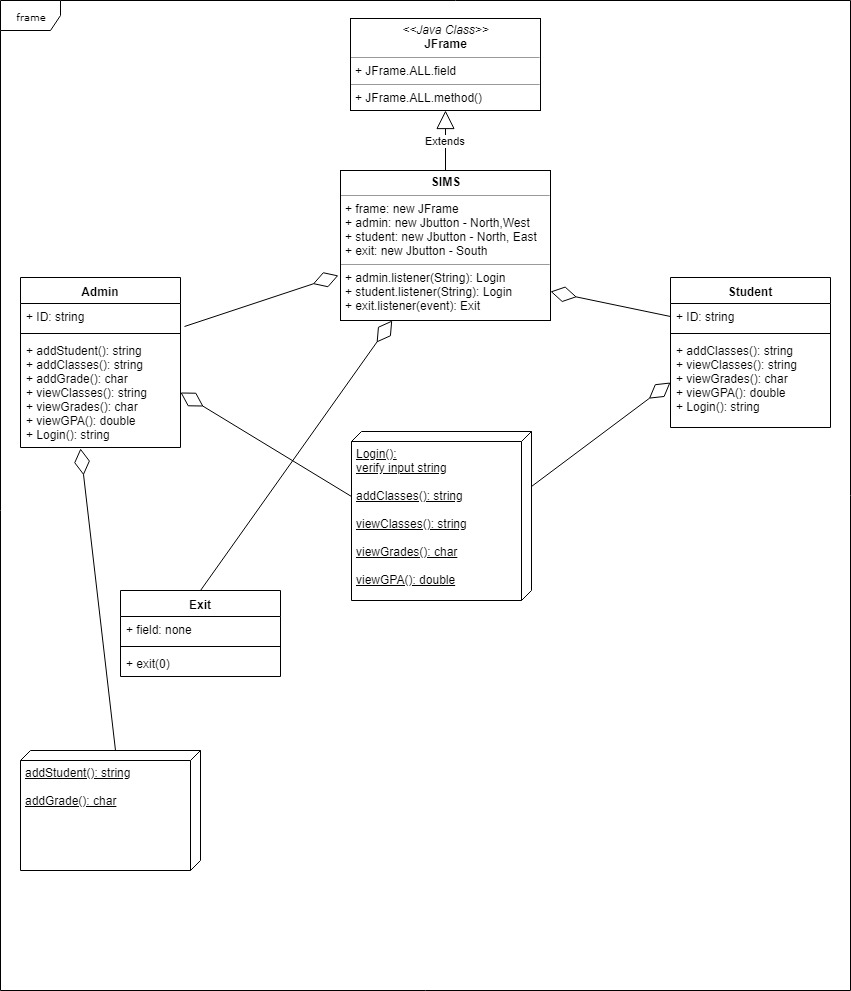 frame
<<Java Class>>
JFrame
+ JFrame.ALL.field
+ JFrame.ALL.method()
Extends
SIMS
+ frame: new JFrame
+ admin: new Jbutton - North,West
+ student: new Jbutton - North, East
+ exit: new Jbutton - South
+ admin.listener(String): Login
+ student.listener(String): Login
+ exit.listener(event): Exit
Admin
+ ID: string
+ addStudent(): string
+ addClasses(): string
+ addGrade(): char
+ viewClasses(): string
+ viewGrades(): char
+ viewGPA(): double
+ Login(): string
Student
+ ID: string
+ addClasses(): string
+ viewClasses(): string
+ viewGrades(): char
+ viewGPA(): double
+ Login(): string
Login():
verify input string
addClasses(): string
viewClasses(): string
viewGrades(): char
viewGPA(): double
Exit
+ field: none
+ exit(0)
addStudent(): string
addGrade(): char